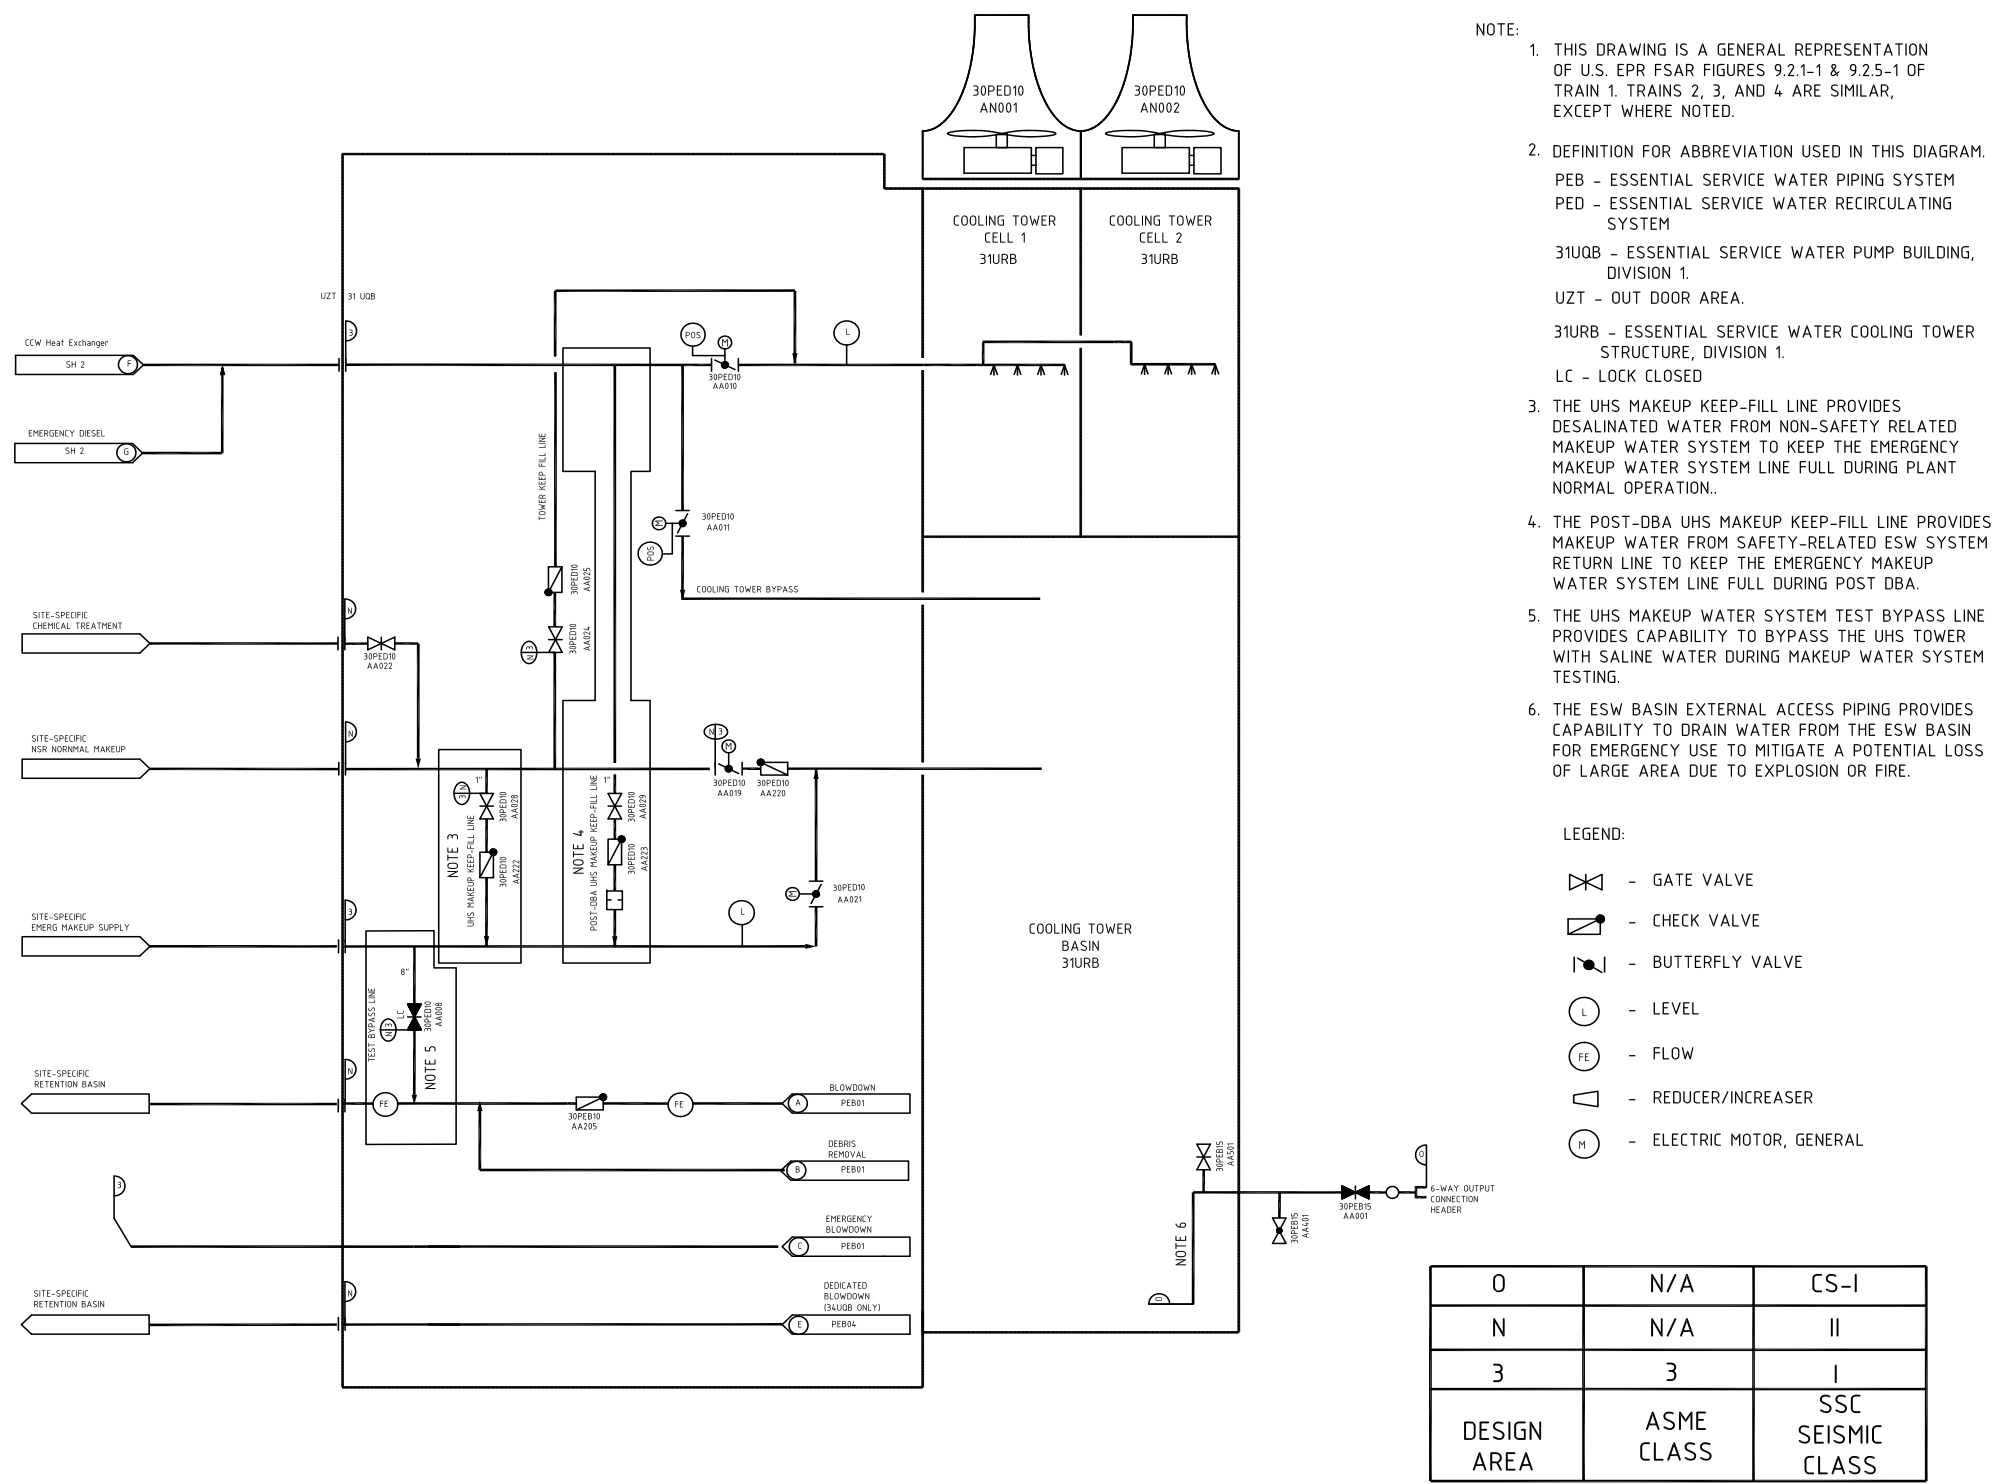 NOTE:
1. THIS DRAWING IS A GENERAL REPRESENTATION
OF U.S. EPR FSAR FIGURES 9.2.1-1 & 9.2.5-1 OF
TRAIN 1. TRAINS 2, 3, AND 4 ARE SIMILAR,
EXCEPT WHERE NOTED.
2. DEFINITION FOR ABBREVIATION USED IN THIS DIAGRAM.
PEB - ESSENTIAL SERVICE WATER PIPING SYSTEM
PED - ESSENTIAL SERVICE WATER RECIRCULATING
SYSTEM
31UQB - ESSENTIAL SERVICE WATER PUMP BUILDING,
DIVISION 1.
UZT - OUT DOOR AREA.
31URB - ESSENTIAL SERVICE WATER COOLING TOWER
STRUCTURE, DIVISION 1.
LC - LOCK CLOSED
3. THE UHS MAKEUP KEEP-FILL LINE PROVIDES
DESALINATED WATER FROM NON-SAFETY RELATED
MAKEUP WATER SYSTEM TO KEEP THE EMERGENCY
MAKEUP WATER SYSTEM LINE FULL DURING PLANT
NORMAL OPERATION..
4. THE POST-DBA UHS MAKEUP KEEP-FILL LINE PROVIDES
MAKEUP WATER FROM SAFETY-RELATED ESW SYSTEM
RETURN LINE TO KEEP THE EMERGENCY MAKEUP
WATER SYSTEM LINE FULL DURING POST DBA.
5. THE UHS MAKEUP WATER SYSTEM TEST BYPASS LINE
PROVIDES CAPABILITY TO BYPASS THE UHS TOWER
WITH SALINE WATER DURING MAKEUP WATER SYSTEM
TESTING.
6. THE ESW BASIN EXTERNAL ACCESS PIPING PROVIDES
CAPABILITY TO DRAIN WATER FROM THE ESW BASIN
FOR EMERGENCY USE TO MITIGATE A POTENTIAL LOSS
OF LARGE AREA DUE TO EXPLOSION OR FIRE.
LEGEND:
- GATE VALVE
- CHECK VALVE
- BUTTERFLY VALVE
L - LEVEL
FE - FLOW
- REDUCER/INCREASER
M - ELECTRIC MOTOR, GENERAL
O N/A CS-I
N N/A II
3 3 I
DESIGN
AREA
ASME
CLASS
SSC
SEISMIC
CLASS
30PED10
AN001
30PED10
AN002
COOLING TOWER
CELL 1
31URB
COOLING TOWER
CELL 2
31URB
UZT
31 UQB
3
CCW Heat Exchanger
SH 2
F
EMERGENCY DIESEL
SH 2
G
POS
M
30PED10
AA010
L
TOWER KEEP FILL LINE
M
POS
30PED10
AA011
COOLING TOWER BYPASS
30PED10
AA025
30PED10
AA024
N 3
SITE-SPECIFIC
CHEMICAL TREATMENT
N
30PED10
AA022
SITE-SPECIFIC
NSR NORNMAL MAKEUP
N
N 3
M
30PED10
AA019
30PED10
AA220
1"
3 N
30PED10
AA028
NOTE 3
UHS MAKEUP KEEP-FILL LINE
30PED10
AA222
1"
30PED10
AA029
NOTE 4
POST-DBA UHS MAKEUP KEEP-FILL LINE
30PED10
AA223
M
30PED10
AA021
L
SITE-SPECIFIC
EMERG MAKEUP SUPPLY
3
8"
TEST BYPASS LINE
LC
N 3
30PED10
AA008
NOTE 5
COOLING TOWER
BASIN
31URB
SITE-SPECIFIC
RETENTION BASIN
N
FE
30PEB10
AA205
FE
BLOWDOWN
A
PEB01
DEBRIS
REMOVAL
B
PEB01
3
EMERGENCY
BLOWDOWN
C
PEB01
SITE-SPECIFIC
RETENTION BASIN
N
DEDICATED
BLOWDOWN
(34UQB ONLY)
E
PEB04
30PEB15
AA501
NOTE 6
O
30PEB15
AA401
30PEB15
AA001
O
6-WAY OUTPUT
CONNECTION
HEADER